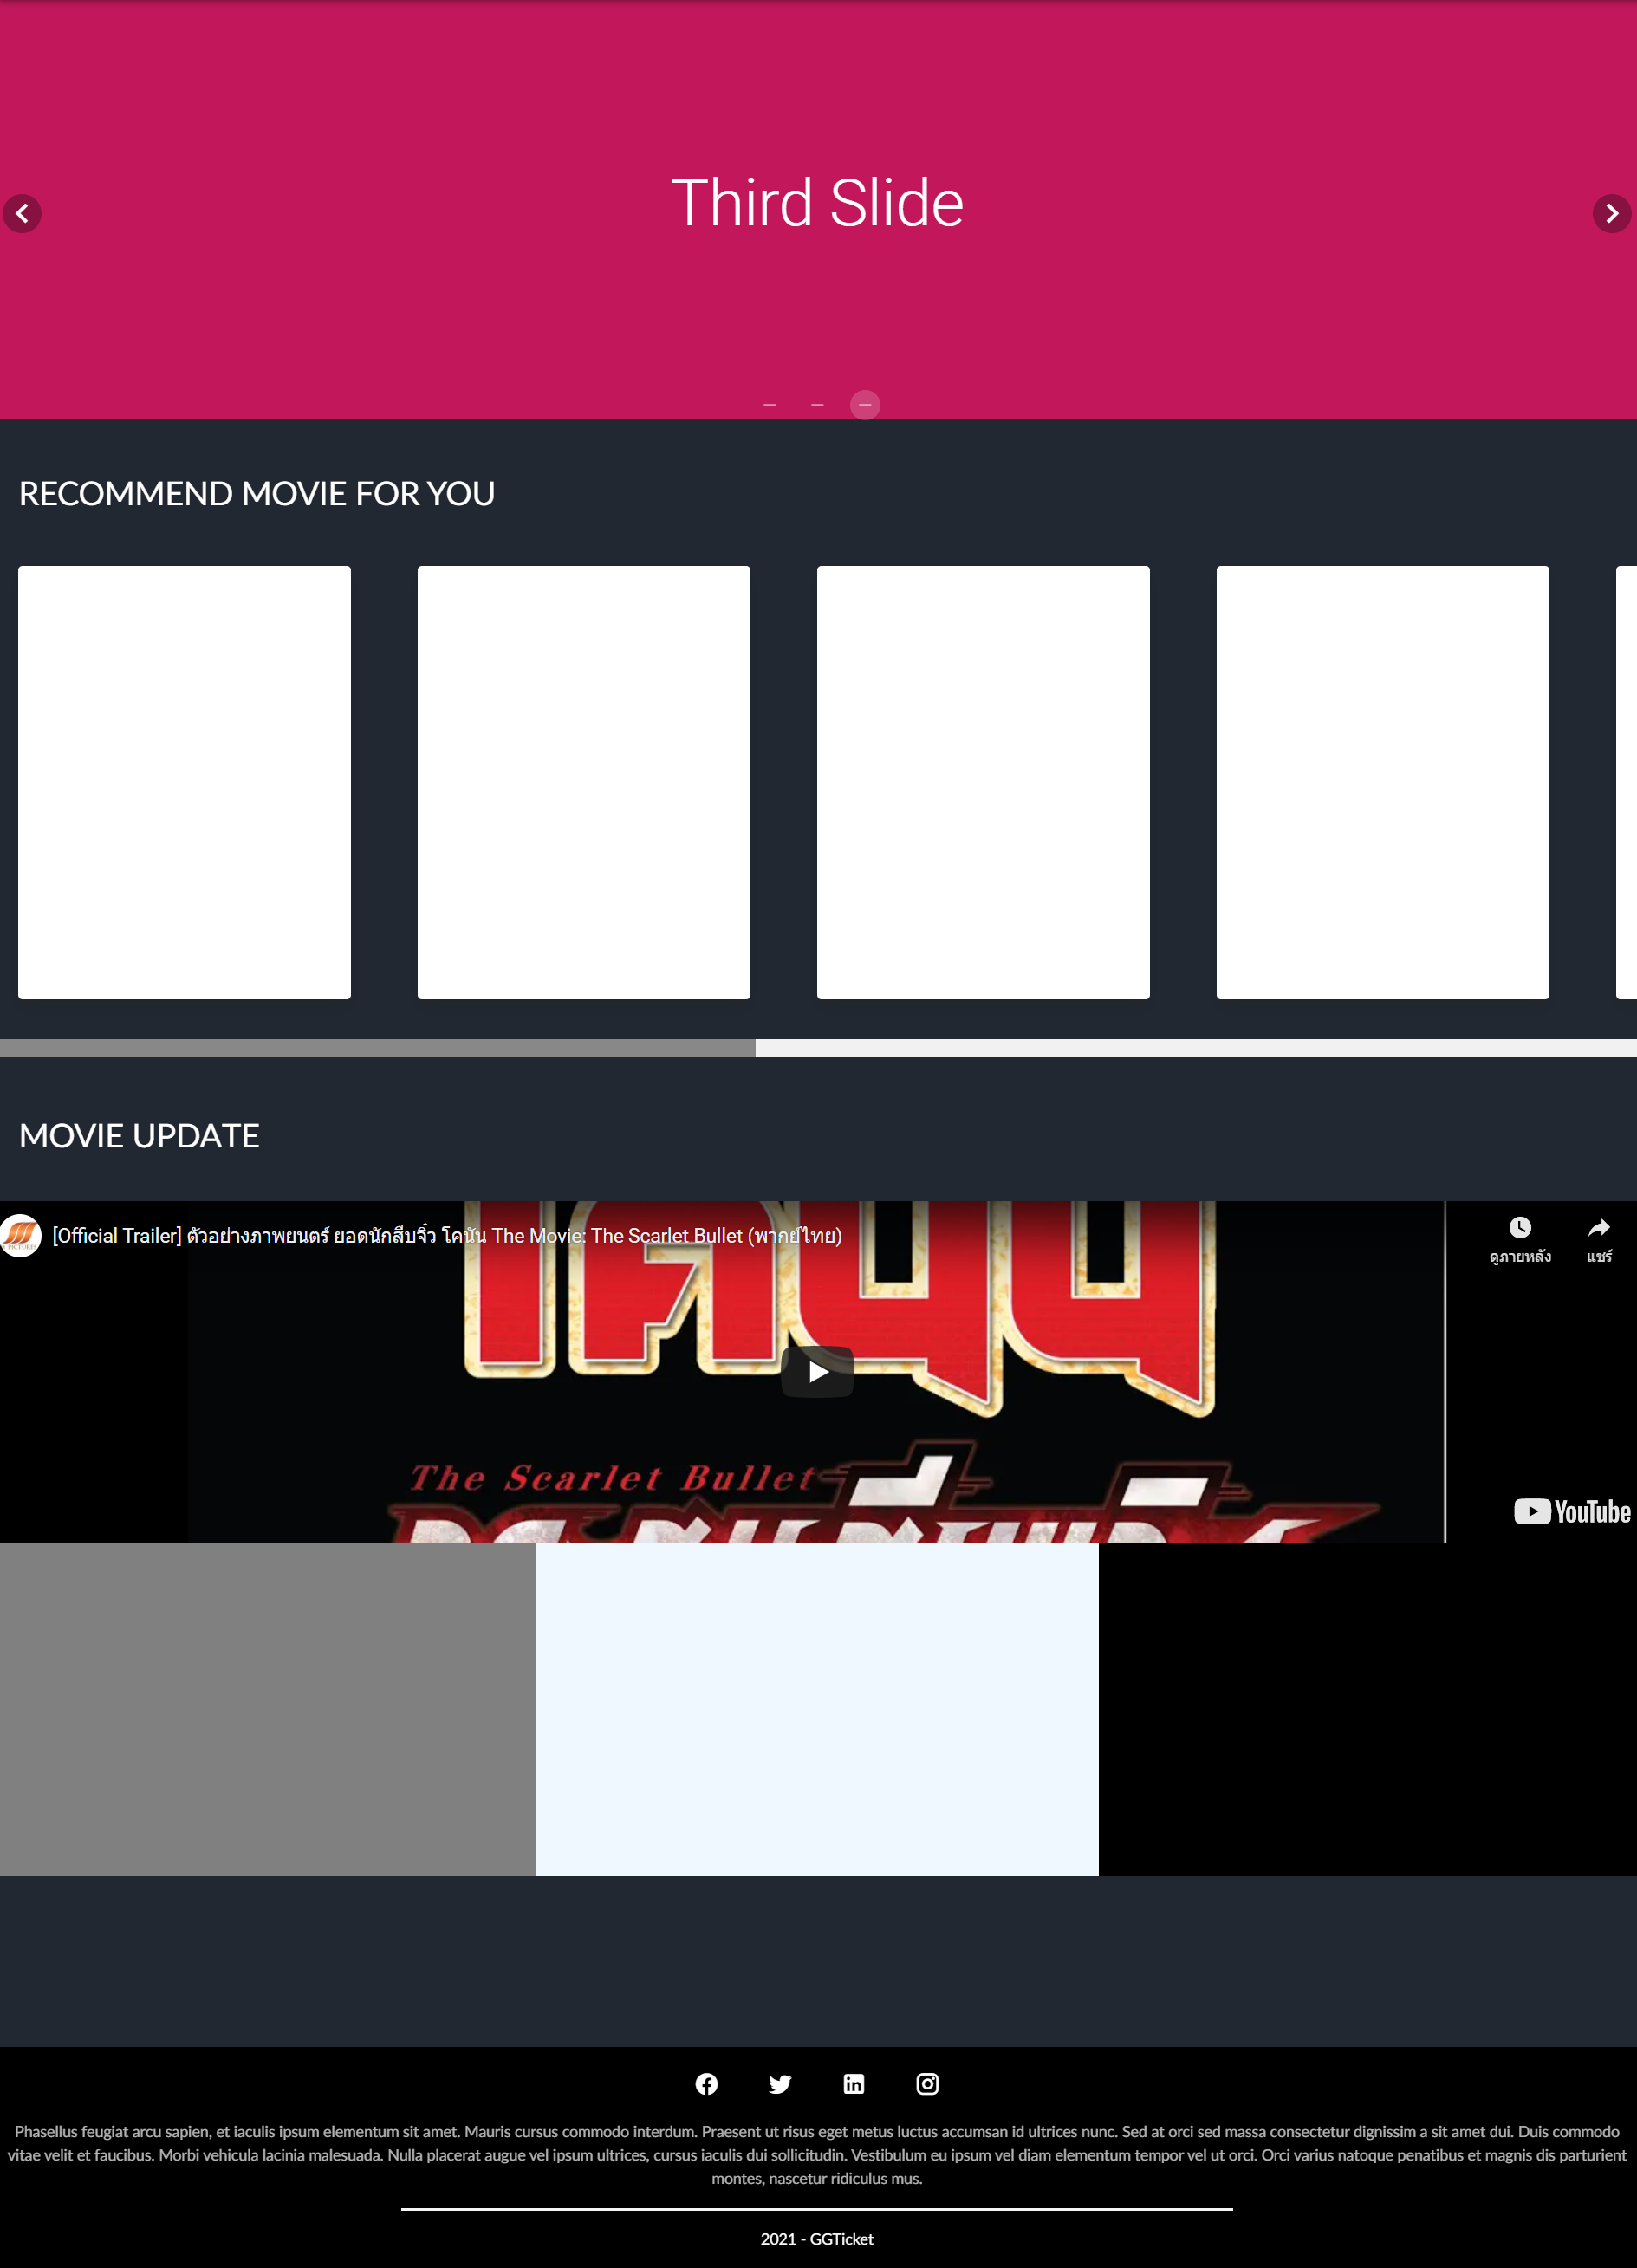 Third Slide
RECOMMEND MOVIE FOR YOU
MOVIE UPDATE
[Official Trailer] ตัวอย่างภาพยนตร์ ยอดนักสืบจิ๋ว โคนัน The Movie: The Scarlet Bullet (พากย์ไทย)
ดูภายหลัง
แชร์
The Scarlet Bullet
YouTube
Phasellus feugiat arcu sapien, et iaculis ipsum elementum sit amet. Mauris cursus commodo interdum. Praesent ut risus eget metus luctus accumsan id ultrices nunc. Sed at orci sed massa consectetur dignissim a sit amet dui. Duis commodo
vitae velit et faucibus. Morbi vehicula lacinia malesuada. Nulla placerat augue vel ipsum ultrices, cursus iaculis dui sollicitudin. Vestibulum eu ipsum vel diam elementum tempor vel ut orci. Orci varius natoque penatibus et magnis dis parturient
montes, nascetur ridiculus mus.
2021 - GGTicket